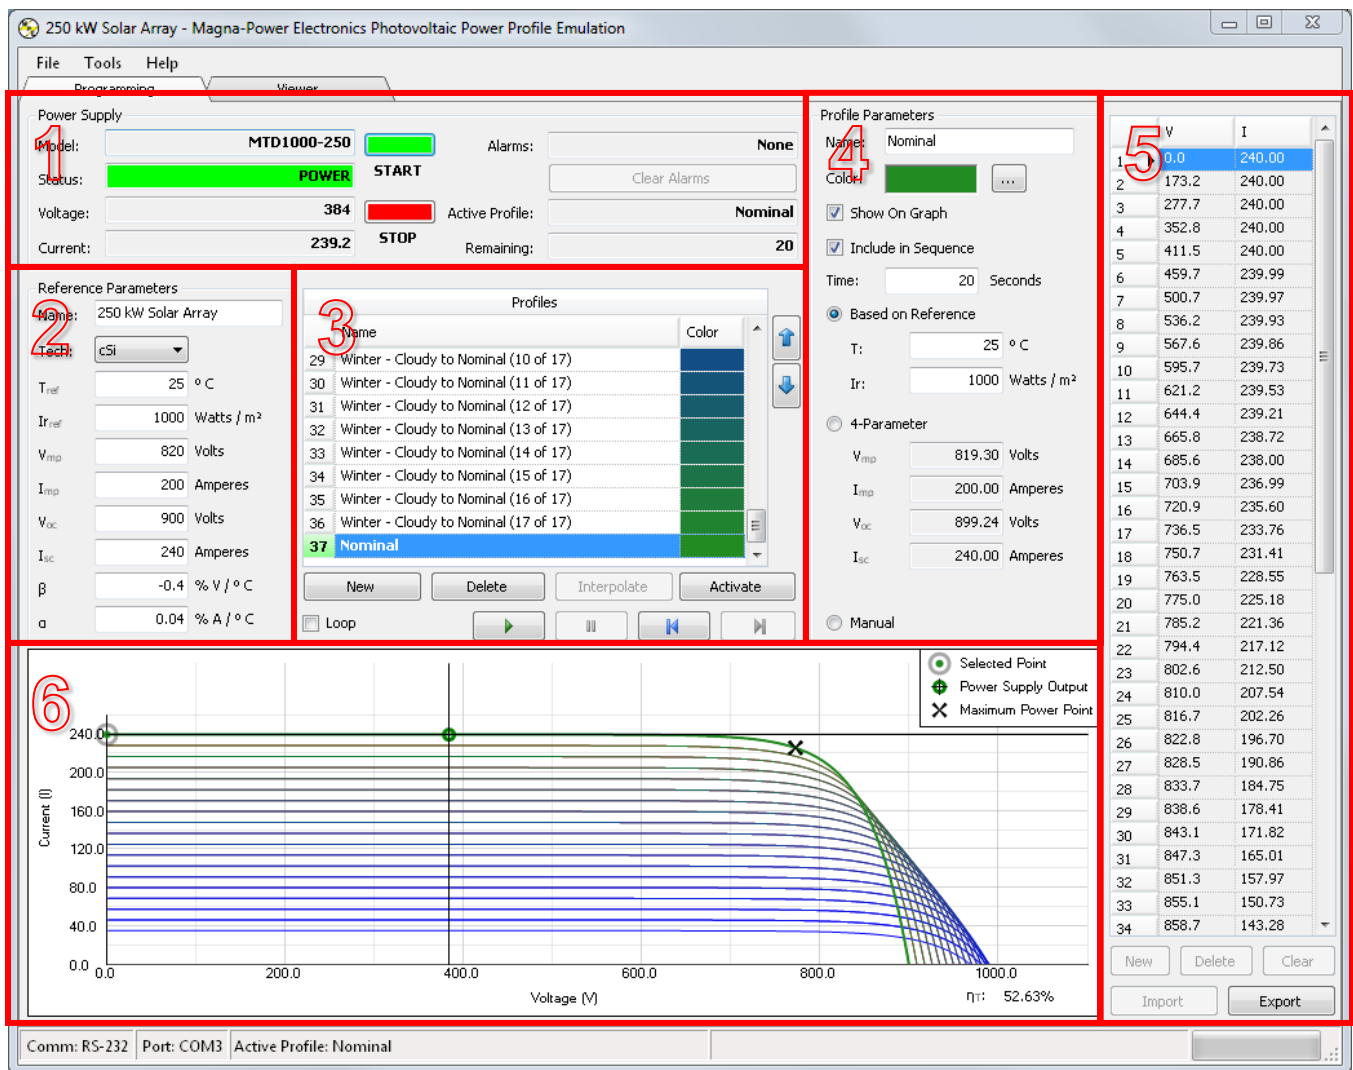 250 kW Solar Array - Magna-Power Electronics Photovoltaic Power Profile Emulation
File Tools Help
Programming Viewer
1
Power Supply
Model: MTD1000-250
START
Alarms: None
Status: POWER
Clear Alarms
Voltage: 384
STOP
Active Profile: Nominal
Current: 239.2
Remaining: 20
2
Reference Parameters
Name: 250 kW Solar Array
Tech: cSi
Tref 25 º C
Irref 1000 Watts / m²
Vmp 820 Volts
Imp 200 Amperes
Voc 900 Volts
Isc 240 Amperes
β -0.4 % V / º C
α 0.04 % A / º C
3
Profiles
Name Color
29 Winter - Cloudy to Nominal (10 of 17)
30 Winter - Cloudy to Nominal (11 of 17)
31 Winter - Cloudy to Nominal (12 of 17)
32 Winter - Cloudy to Nominal (13 of 17)
33 Winter - Cloudy to Nominal (14 of 17)
34 Winter - Cloudy to Nominal (15 of 17)
35 Winter - Cloudy to Nominal (16 of 17)
36 Winter - Cloudy to Nominal (17 of 17)
37 Nominal
New Delete Interpolate Activate
Loop
4
Profile Parameters
Name: Nominal
Color: ...
Show On Graph
Include in Sequence
Time: 20 Seconds
Based on Reference
T: 25 º C
Ir: 1000 Watts / m²
4-Parameter
Vmp 819.30 Volts
Imp 200.00 Amperes
Voc 899.24 Volts
Isc 240.00 Amperes
Manual
5
V I
1 0.0 240.00
2 173.2 240.00
3 277.7 240.00
4 352.8 240.00
5 411.5 240.00
6 459.7 239.99
7 500.7 239.97
8 536.2 239.93
9 567.6 239.86
10 595.7 239.73
11 621.2 239.53
12 644.4 239.21
13 665.8 238.72
14 685.6 238.00
15 703.9 236.99
16 720.9 235.60
17 736.5 233.76
18 750.7 231.41
19 763.5 228.55
20 775.0 225.18
21 785.2 221.36
22 794.4 217.12
23 802.6 212.50
24 810.0 207.54
25 816.7 202.26
26 822.8 196.70
27 828.5 190.86
28 833.7 184.75
29 838.6 178.41
30 843.1 171.82
31 847.3 165.01
32 851.3 157.97
33 855.1 150.73
34 858.7 143.28
New Delete Clear
Import Export
6
Selected Point
Power Supply Output
Maximum Power Point
Current (I)
240.0
200.0
160.0
120.0
80.0
40.0
0.0
0.0 200.0 400.0 600.0 800.0 1000.0
Voltage (V)
ηT: 52.63%
Comm: RS-232 Port: COM3 Active Profile: Nominal